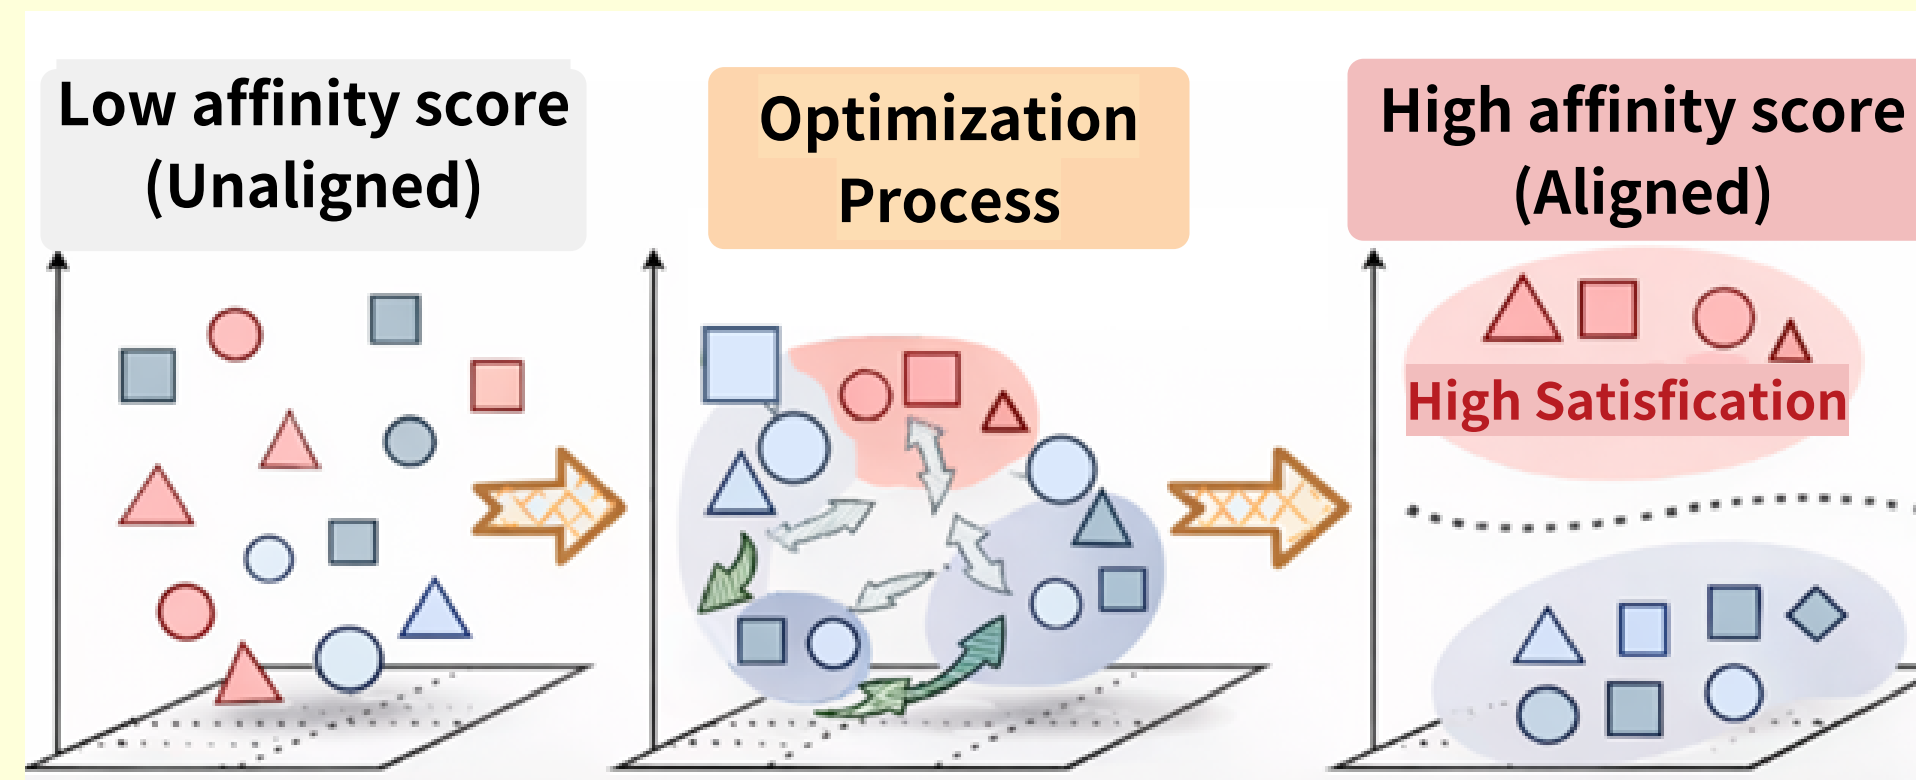 Low affinity score
(Unaligned)
Optimization
Process
High affinity score
(Aligned)
High Satisfication